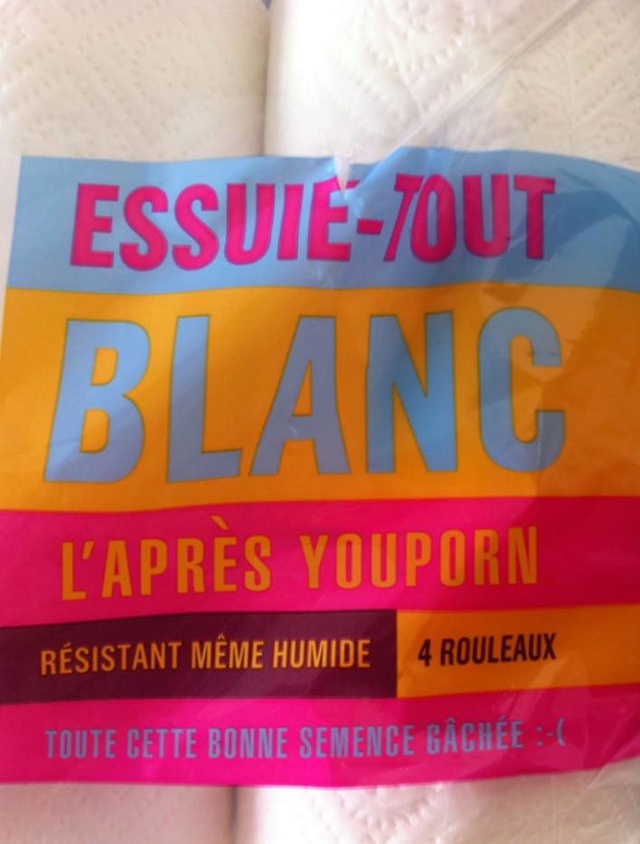 ESSUIE-TOUT
BLANC
L'APRÈS YOUPORN
RÉSISTANT MÊME HUMIDE
4 ROULEAUX
TOUTE CETTE BONNE SEMENCE GÂCHÉE :-(